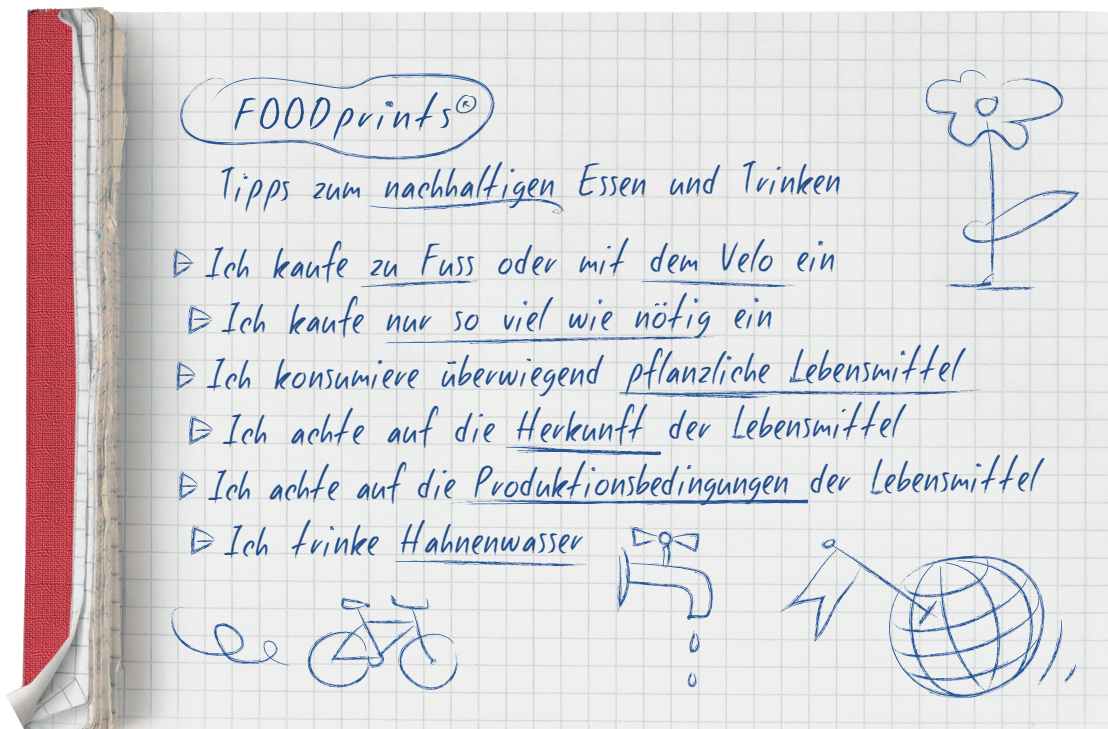 FOODprints®
Tipps zum nachhaltigen Essen und Trinken
Ich kaufe zu Fuss oder mit dem Velo ein
Ich kaufe nur so viel wie nötig ein
Ich konsumiere überwiegend pflanzliche Lebensmittel
Ich achte auf die Herkunft der Lebensmittel
Ich achte auf die Produktionsbedingungen der Lebensmittel
Ich trinke Hahnenwasser